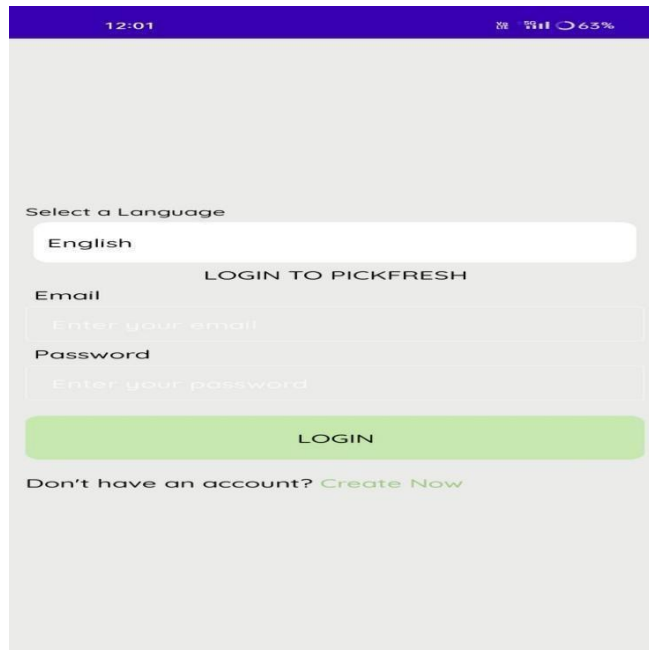 12:01 63%
Select a Language
English
LOGIN TO PICKFRESH
Email
Enter your email
Password
Enter your password
LOGIN
Don't have an account? Create Now